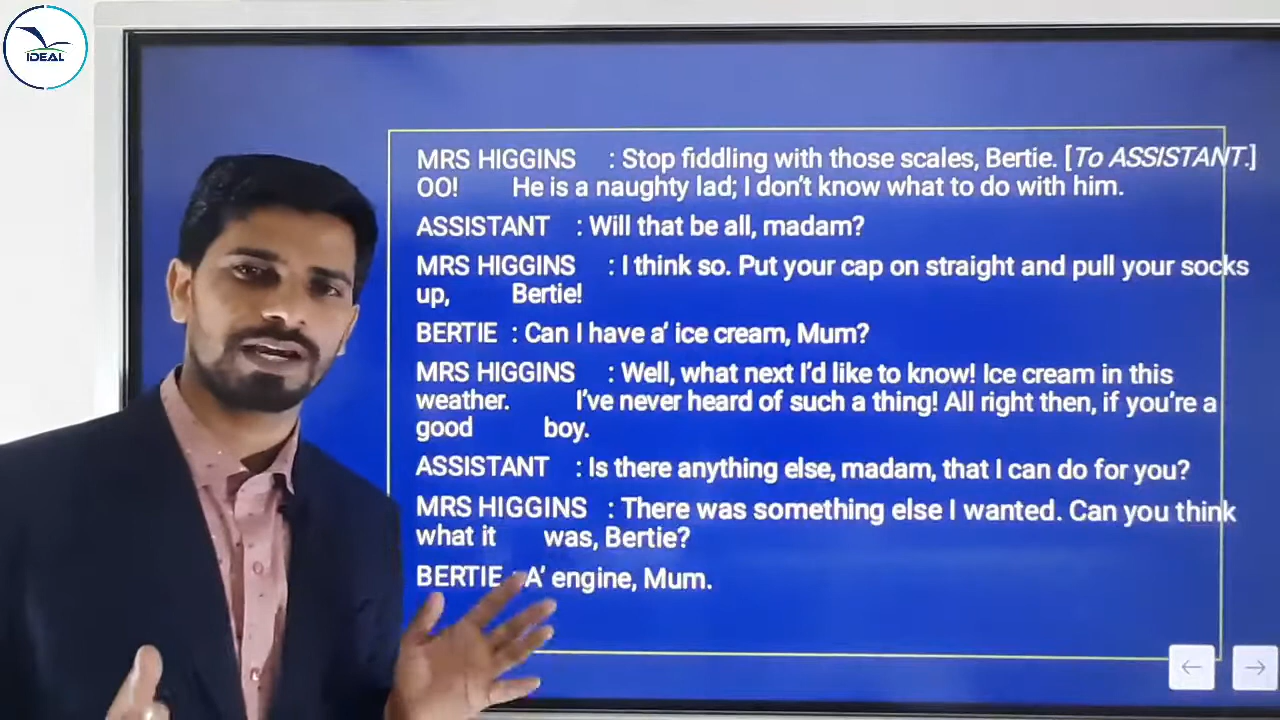 IDEAL
MRS HIGGINS : Stop fiddling with those scales, Bertie. [To ASSISTANT.]
OO! He is a naughty lad; I don't know what to do with him.
ASSISTANT : Will that be all, madam?
MRS HIGGINS : I think so. Put your cap on straight and pull your socks
up, Bertie!
BERTIE : Can I have a' ice cream, Mum?
MRS HIGGINS : Well, what next I'd like to know! Ice cream in this
weather. I've never heard of such a thing! All right then, if you're a
good boy.
ASSISTANT : Is there anything else, madam, that I can do for you?
MRS HIGGINS : There was something else I wanted. Can you think
what it was, Bertie?
BERTIE : A' engine, Mum.